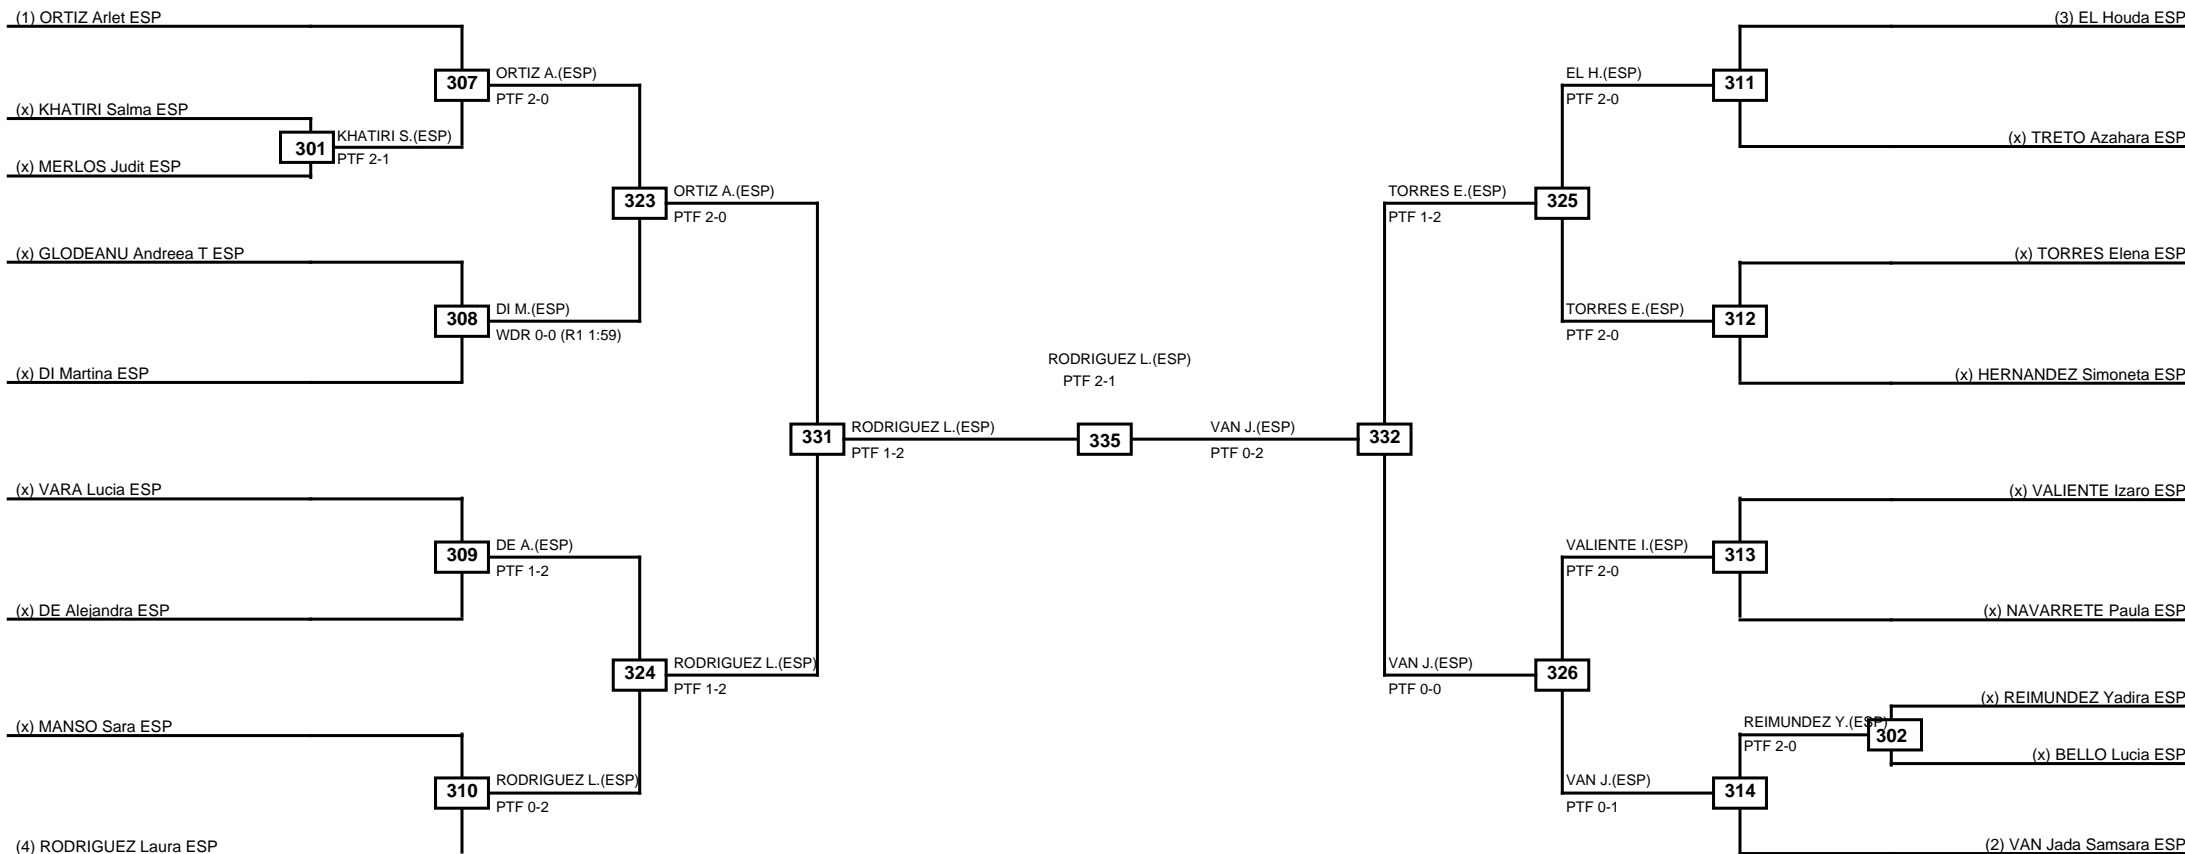 (1) ORTIZ Arlet ESP
307
ORTIZ A.(ESP)
PTF 2-0
(x) KHATIRI Salma ESP
301
KHATIRI S.(ESP)
PTF 2-1
(x) MERLOS Judit ESP
323
ORTIZ A.(ESP)
PTF 2-0
(x) GLODEANU Andreea T ESP
308
DI M.(ESP)
WDR 0-0 (R1 1:59)
(x) DI Martina ESP
331
RODRIGUEZ L.(ESP)
PTF 1-2
(x) VARA Lucia ESP
309
DE A.(ESP)
PTF 1-2
(x) DE Alejandra ESP
324
RODRIGUEZ L.(ESP)
PTF 1-2
(x) MANSO Sara ESP
310
RODRIGUEZ L.(ESP)
PTF 0-2
(4) RODRIGUEZ Laura ESP
RODRIGUEZ L.(ESP)
PTF 2-1
335
VAN J.(ESP)
PTF 0-2
332
(3) EL Houda ESP
EL H.(ESP)
PTF 2-0
311
(x) TRETO Azahara ESP
TORRES E.(ESP)
PTF 1-2
325
(x) TORRES Elena ESP
TORRES E.(ESP)
PTF 2-0
312
(x) HERNANDEZ Simoneta ESP
(x) VALIENTE Izaro ESP
VALIENTE I.(ESP)
PTF 2-0
313
(x) NAVARRETE Paula ESP
VAN J.(ESP)
PTF 0-0
326
(x) REIMUNDEZ Yadira ESP
REIMUNDEZ Y.(ESP)
PTF 2-0
302
(x) BELLO Lucia ESP
VAN J.(ESP)
PTF 0-1
314
(2) VAN Jada Samsara ESP